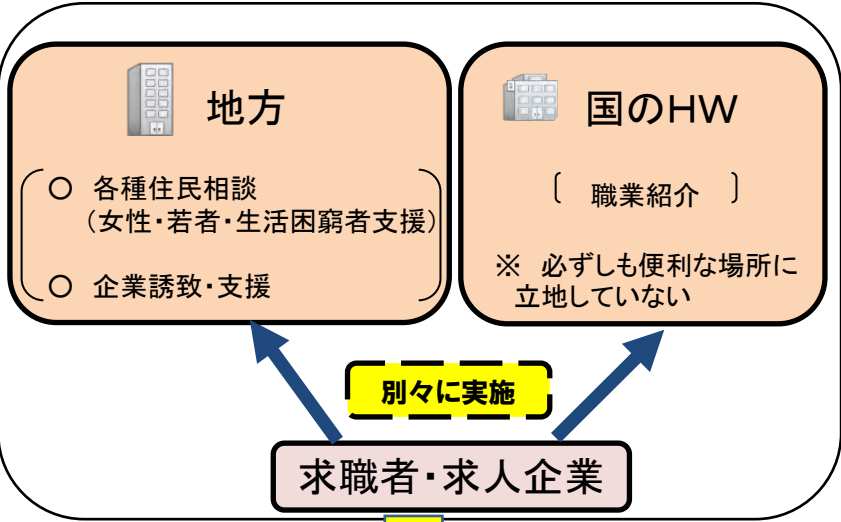 地方
○ 各種住民相談
（女性・若者・生活困窮者支援）
○ 企業誘致・支援
国のHW
〔 職業紹介 〕
※ 必ずしも便利な場所に
立地していない
別々に実施
求職者・求人企業